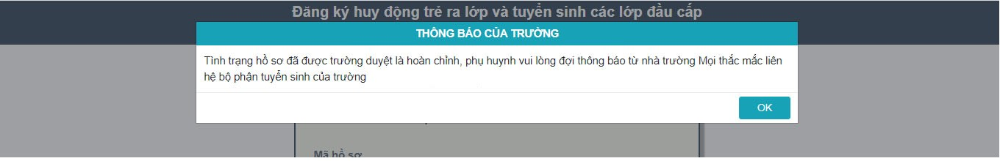 Đăng ký huy động trẻ ra lớp và tuyển sinh các lớp đầu cấp
THÔNG BÁO CỦA TRƯỜNG
Tình trạng hồ sơ đã được trường duyệt là hoàn chỉnh, phụ huynh vui lòng đợi thông báo từ nhà trường Mọi thắc mắc liên
hệ bộ phận tuyển sinh của trường
OK
Mã hồ sơ